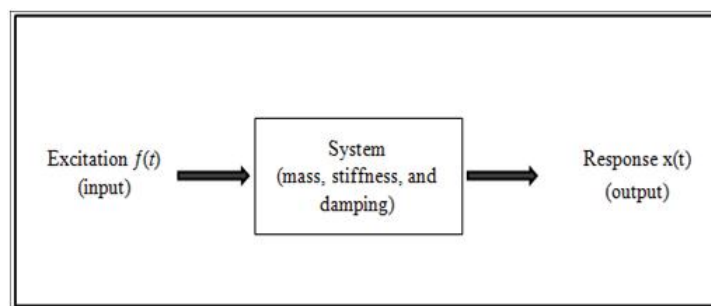 Excitation f(t)
(input)
System
(mass, stiffness, and
damping)
Response x(t)
(output)